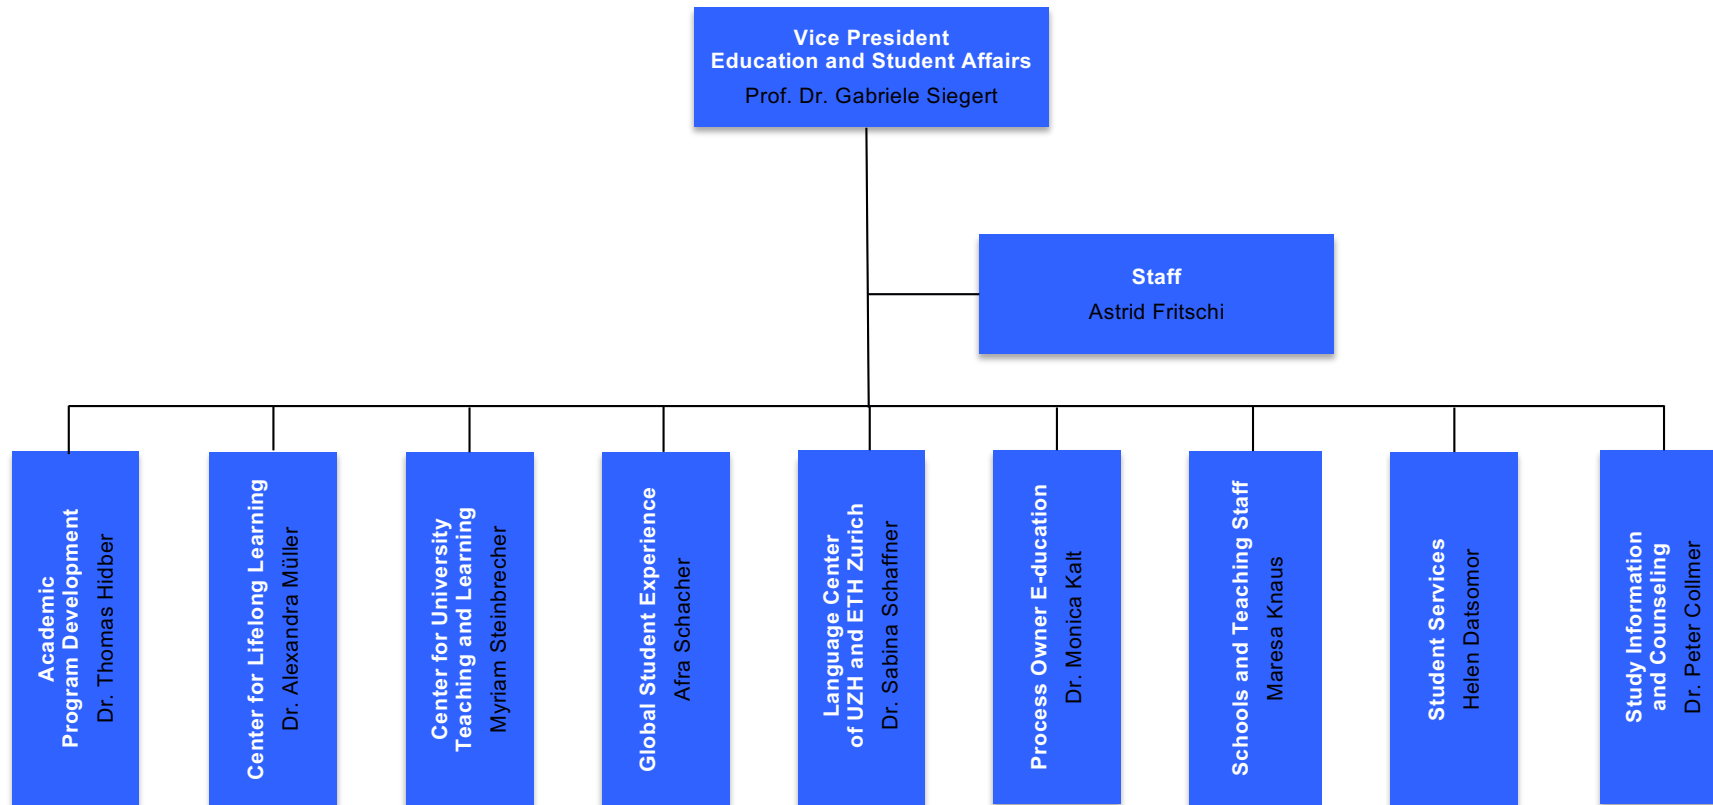 Vice President
Education and Student Affairs
Prof. Dr. Gabriele Siegert
Staff
Astrid Fritschi
Academic
Program Development
Dr. Thomas Hidber
Center for Lifelong Learning
Dr. Alexandra Müller
Center for University
Teaching and Learning
Myriam Steinbrecher
Global Student Experience
Afra Schacher
Language Center
of UZH and ETH Zurich
Dr. Sabina Schaffner
Process Owner E-ducation
Dr. Monica Kalt
Schools and Teaching Staff
Maresa Knaus
Student Services
Helen Datsomor
Study Information
and Counseling
Dr. Peter Collmer